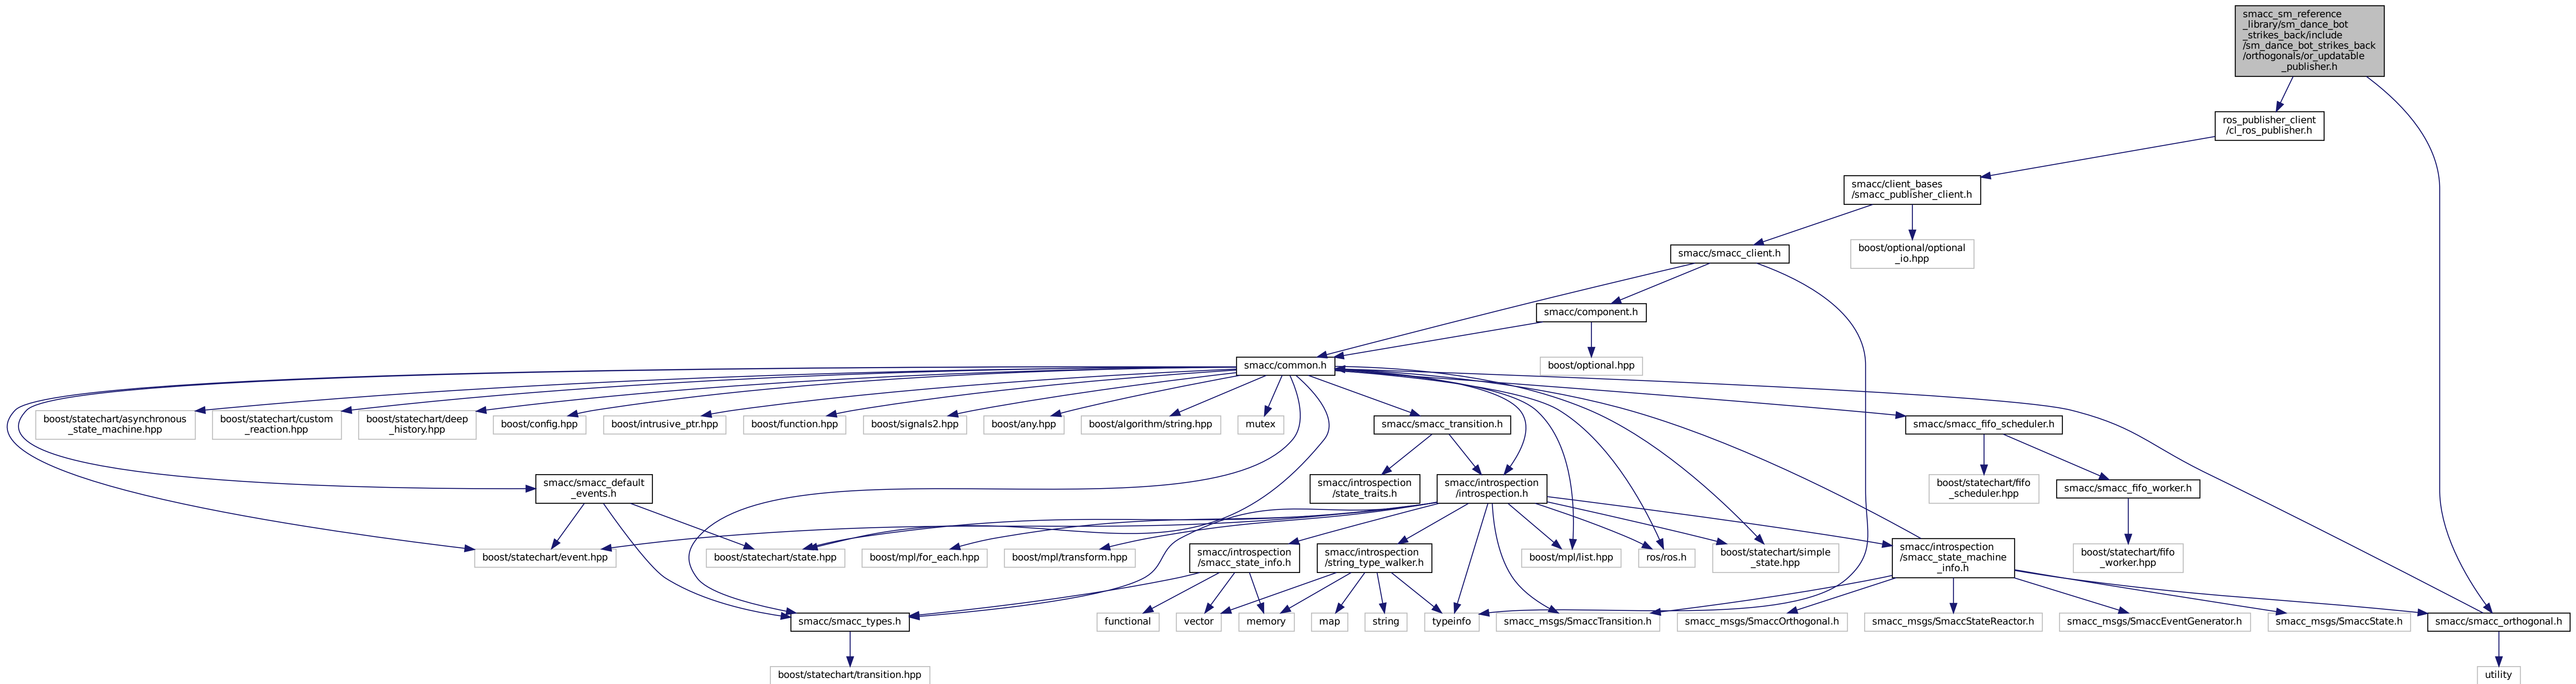 smacc_sm_reference
_library/sm_dance_bot
_strikes_back/include
/sm_dance_bot_strikes_back
/orthogonals/or_updatable
_publisher.h
ros_publisher_client
/cl_ros_publisher.h
smacc/client_bases
/smacc_publisher_client.h
smacc/smacc_client.h
boost/optional/optional
_io.hpp
smacc/component.h
smacc/common.h
boost/optional.hpp
boost/statechart/asynchronous
_state_machine.hpp
boost/statechart/custom
_reaction.hpp
boost/statechart/deep
_history.hpp
boost/config.hpp
boost/intrusive_ptr.hpp
boost/function.hpp
boost/signals2.hpp
boost/any.hpp
boost/algorithm/string.hpp
mutex
smacc/smacc_transition.h
smacc/smacc_fifo_scheduler.h
smacc/smacc_default
_events.h
smacc/introspection
/state_traits.h
smacc/introspection
/introspection.h
boost/statechart/fifo
_scheduler.hpp
smacc/smacc_fifo_worker.h
boost/statechart/event.hpp
boost/statechart/state.hpp
boost/mpl/for_each.hpp
boost/mpl/transform.hpp
smacc/introspection
/smacc_state_info.h
smacc/introspection
/string_type_walker.h
boost/mpl/list.hpp
ros/ros.h
boost/statechart/simple
_state.hpp
smacc/introspection
/smacc_state_machine
_info.h
boost/statechart/fifo
_worker.hpp
smacc/smacc_types.h
functional
vector
memory
map
string
typeinfo
smacc_msgs/SmaccTransition.h
smacc_msgs/SmaccOrthogonal.h
smacc_msgs/SmaccStateReactor.h
smacc_msgs/SmaccEventGenerator.h
smacc_msgs/SmaccState.h
smacc/smacc_orthogonal.h
boost/statechart/transition.hpp
utility